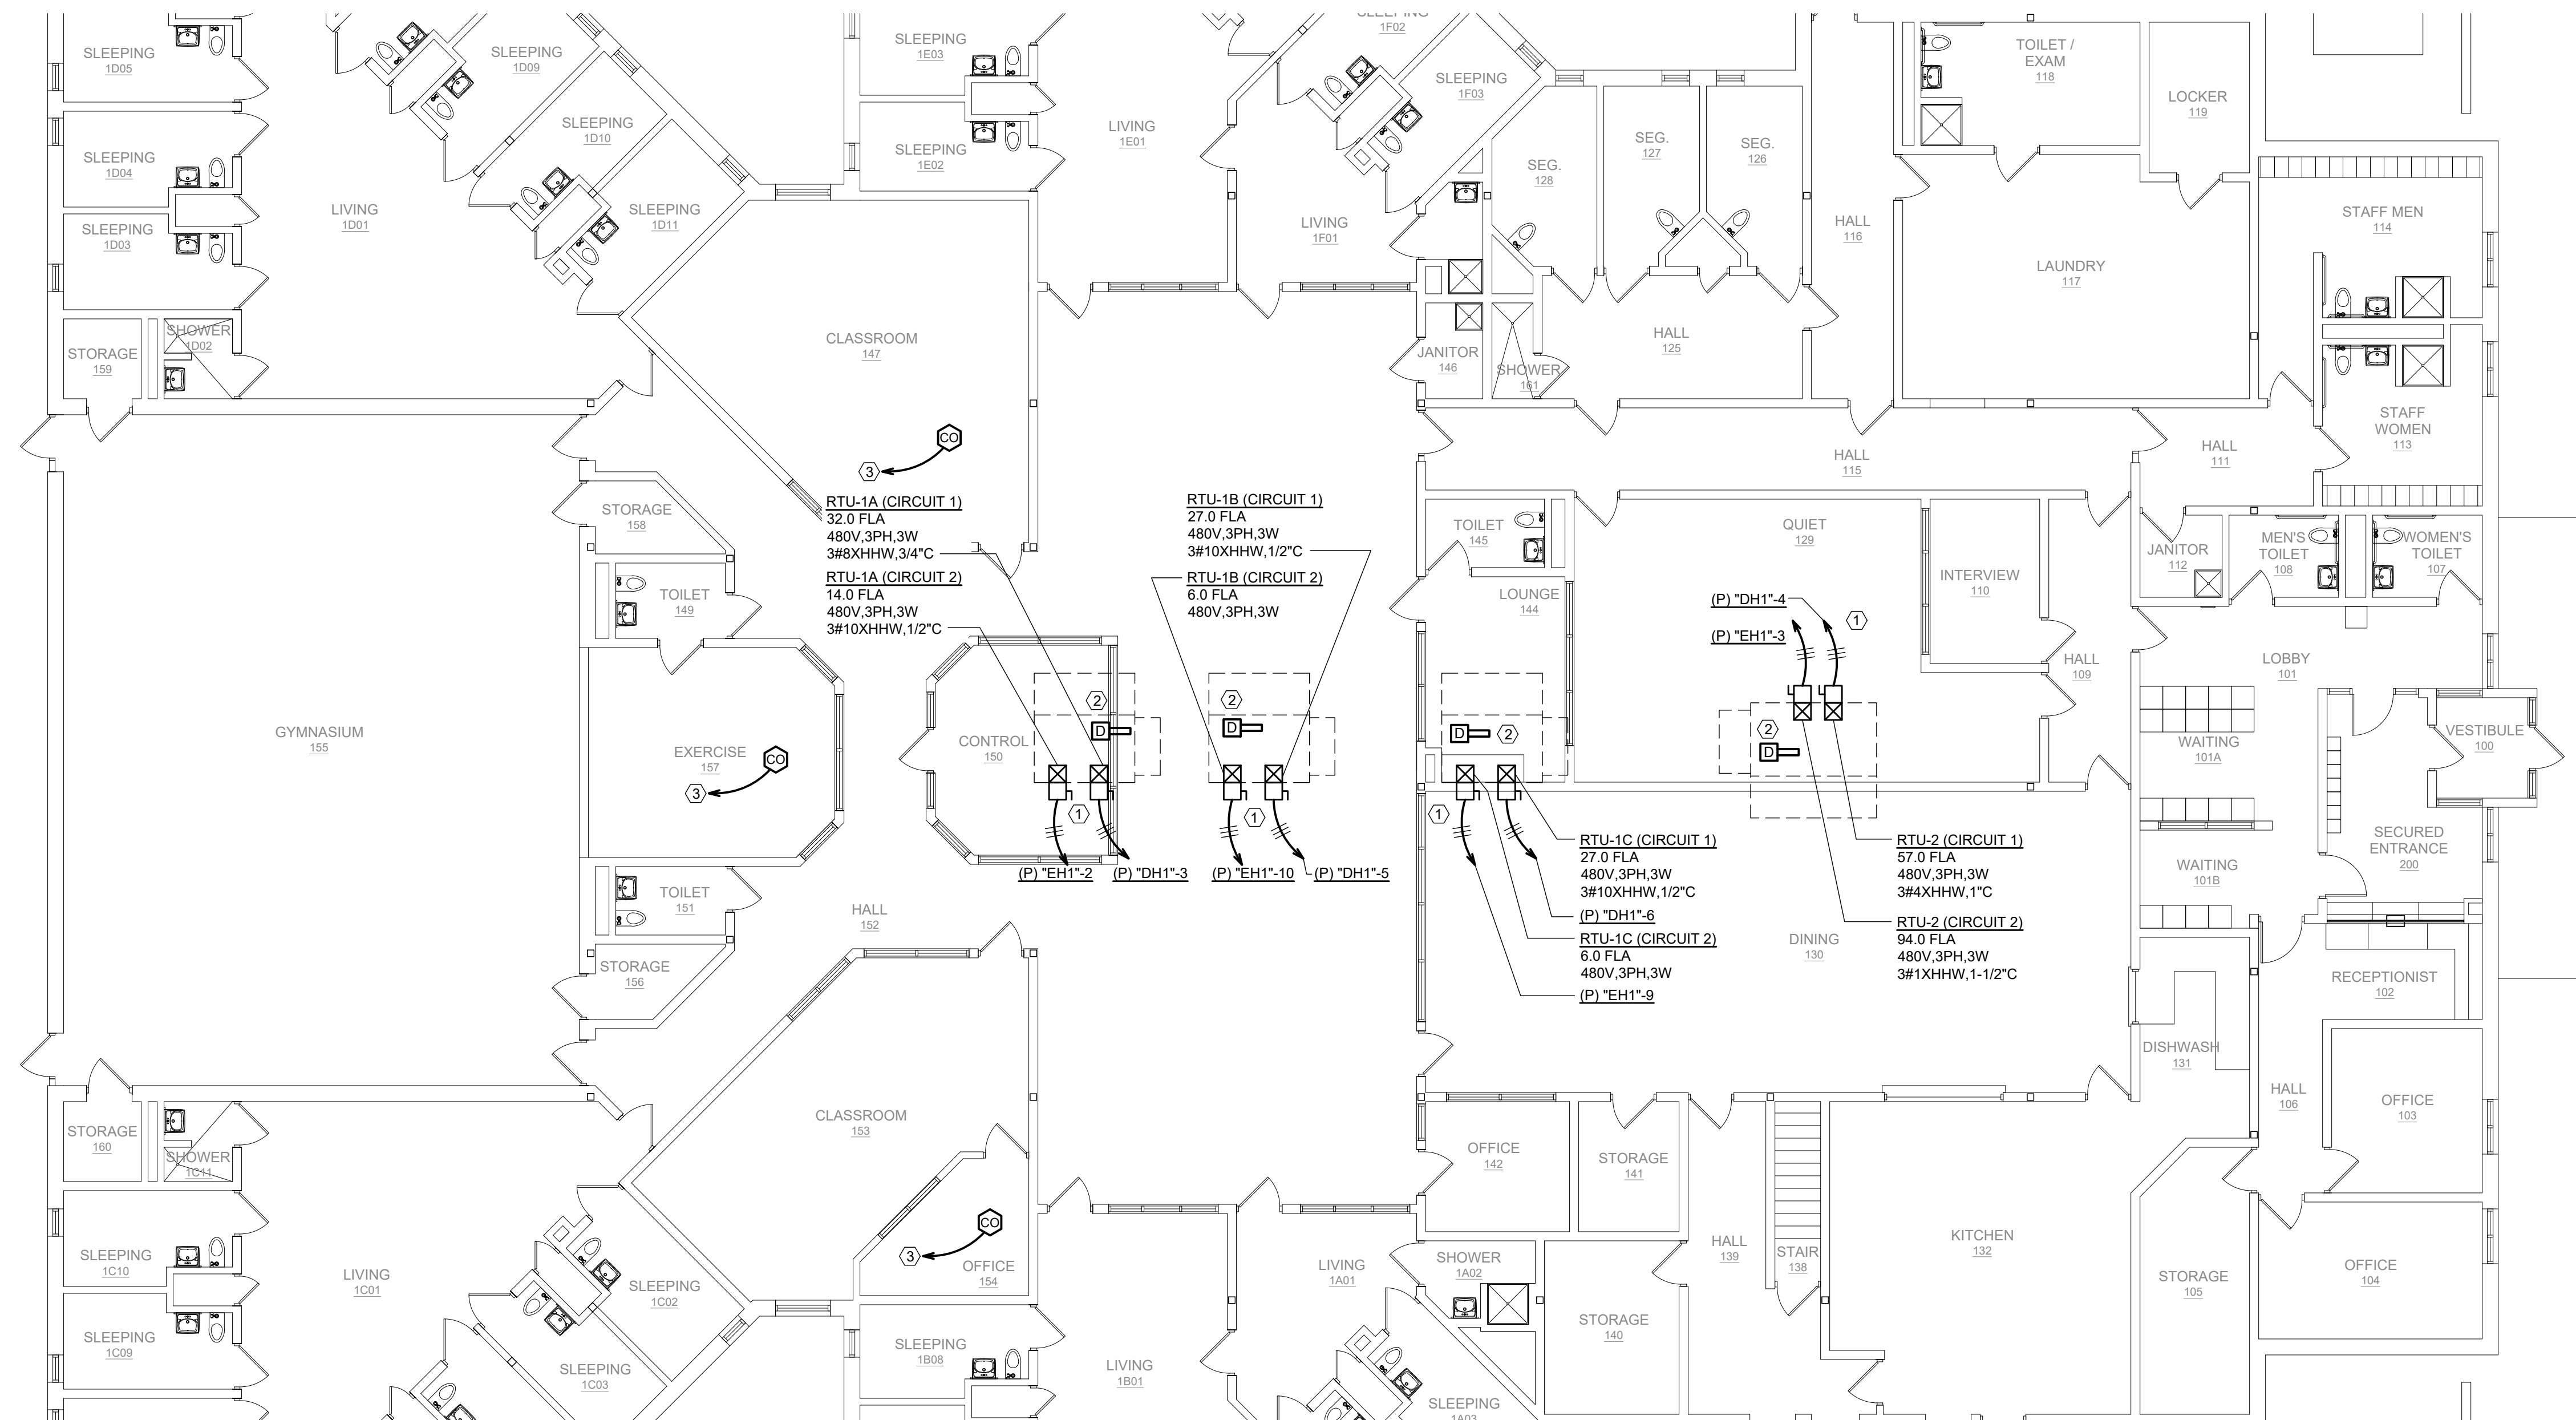 SLEEPING
1D05
SLEEPING
1D09
SLEEPING
1E03
SLEEPING
1F02
SLEEPING
1F03
TOILET /
EXAM
118
LOCKER
119
SLEEPING
1D04
SLEEPING
1D10
SLEEPING
1E02
LIVING
1E01
SEG.
128
SEG.
127
SEG.
126
SLEEPING
1D03
LIVING
1D01
SLEEPING
1D11
LIVING
1F01
HALL
116
STAFF MEN
114
LAUNDRY
117
STORAGE
159
SHOWER
1D02
CLASSROOM
147
JANITOR
146
SHOWER
161
HALL
125
STAFF
WOMEN
113
CO
3
HALL
115
HALL
111
STORAGE
158
RTU-1A (CIRCUIT 1)
32.0 FLA
480V,3PH,3W
3#8XHHW,3/4"C
RTU-1A (CIRCUIT 2)
14.0 FLA
480V,3PH,3W
3#10XHHW,1/2"C
RTU-1B (CIRCUIT 1)
27.0 FLA
480V,3PH,3W
3#10XHHW,1/2"C
RTU-1B (CIRCUIT 2)
6.0 FLA
480V,3PH,3W
TOILET
145
QUIET
129
JANITOR
112
MEN'S
TOILET
108
WOMEN'S
TOILET
107
TOILET
149
LOUNGE
144
INTERVIEW
110
(P) "DH1"-4
1
(P) "EH1"-3
HALL
109
LOBBY
101
GYMNASIUM
155
EXERCISE
157
CO
3
CONTROL
150
2
D
2
D
D
2
2
D
WAITING
101A
VESTIBULE
100
1
1
1
(P) "EH1"-2
(P) "DH1"-3
(P) "EH1"-10
(P) "DH1"-5
RTU-1C (CIRCUIT 1)
27.0 FLA
480V,3PH,3W
3#10XHHW,1/2"C
(P) "DH1"-6
RTU-1C (CIRCUIT 2)
6.0 FLA
480V,3PH,3W
(P) "EH1"-9
RTU-2 (CIRCUIT 1)
57.0 FLA
480V,3PH,3W
3#4XHHW,1"C
RTU-2 (CIRCUIT 2)
94.0 FLA
480V,3PH,3W
3#1XHHW,1-1/2"C
SECURED
ENTRANCE
200
WAITING
101B
TOILET
151
HALL
152
DINING
130
STORAGE
156
RECEPTIONIST
102
DISHWASH
131
HALL
106
OFFICE
103
STORAGE
160
SHOWER
1C11
CLASSROOM
153
OFFICE
142
STORAGE
141
CO
3
OFFICE
154
SLEEPING
1C10
LIVING
1C01
SLEEPING
1C02
LIVING
1A01
SHOWER
1A02
HALL
139
STAIR
138
KITCHEN
132
STORAGE
105
OFFICE
104
SLEEPING
1C09
SLEEPING
1C03
SLEEPING
1B08
LIVING
1B01
STORAGE
140
SLEEPING
1A03